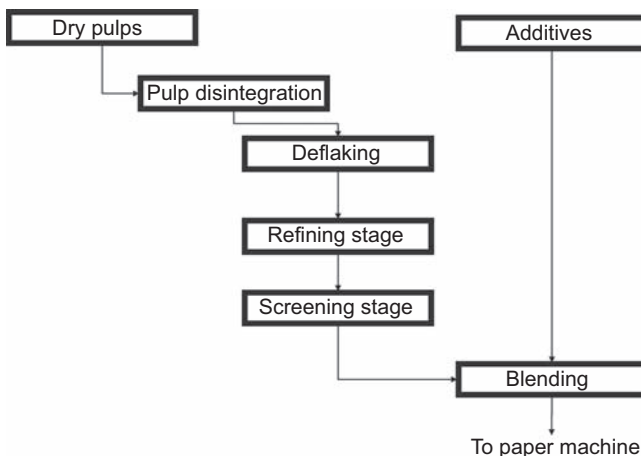 Dry pulps
Additives
Pulp disintegration
Deflaking
Refining stage
Screening stage
Blending
To paper machine